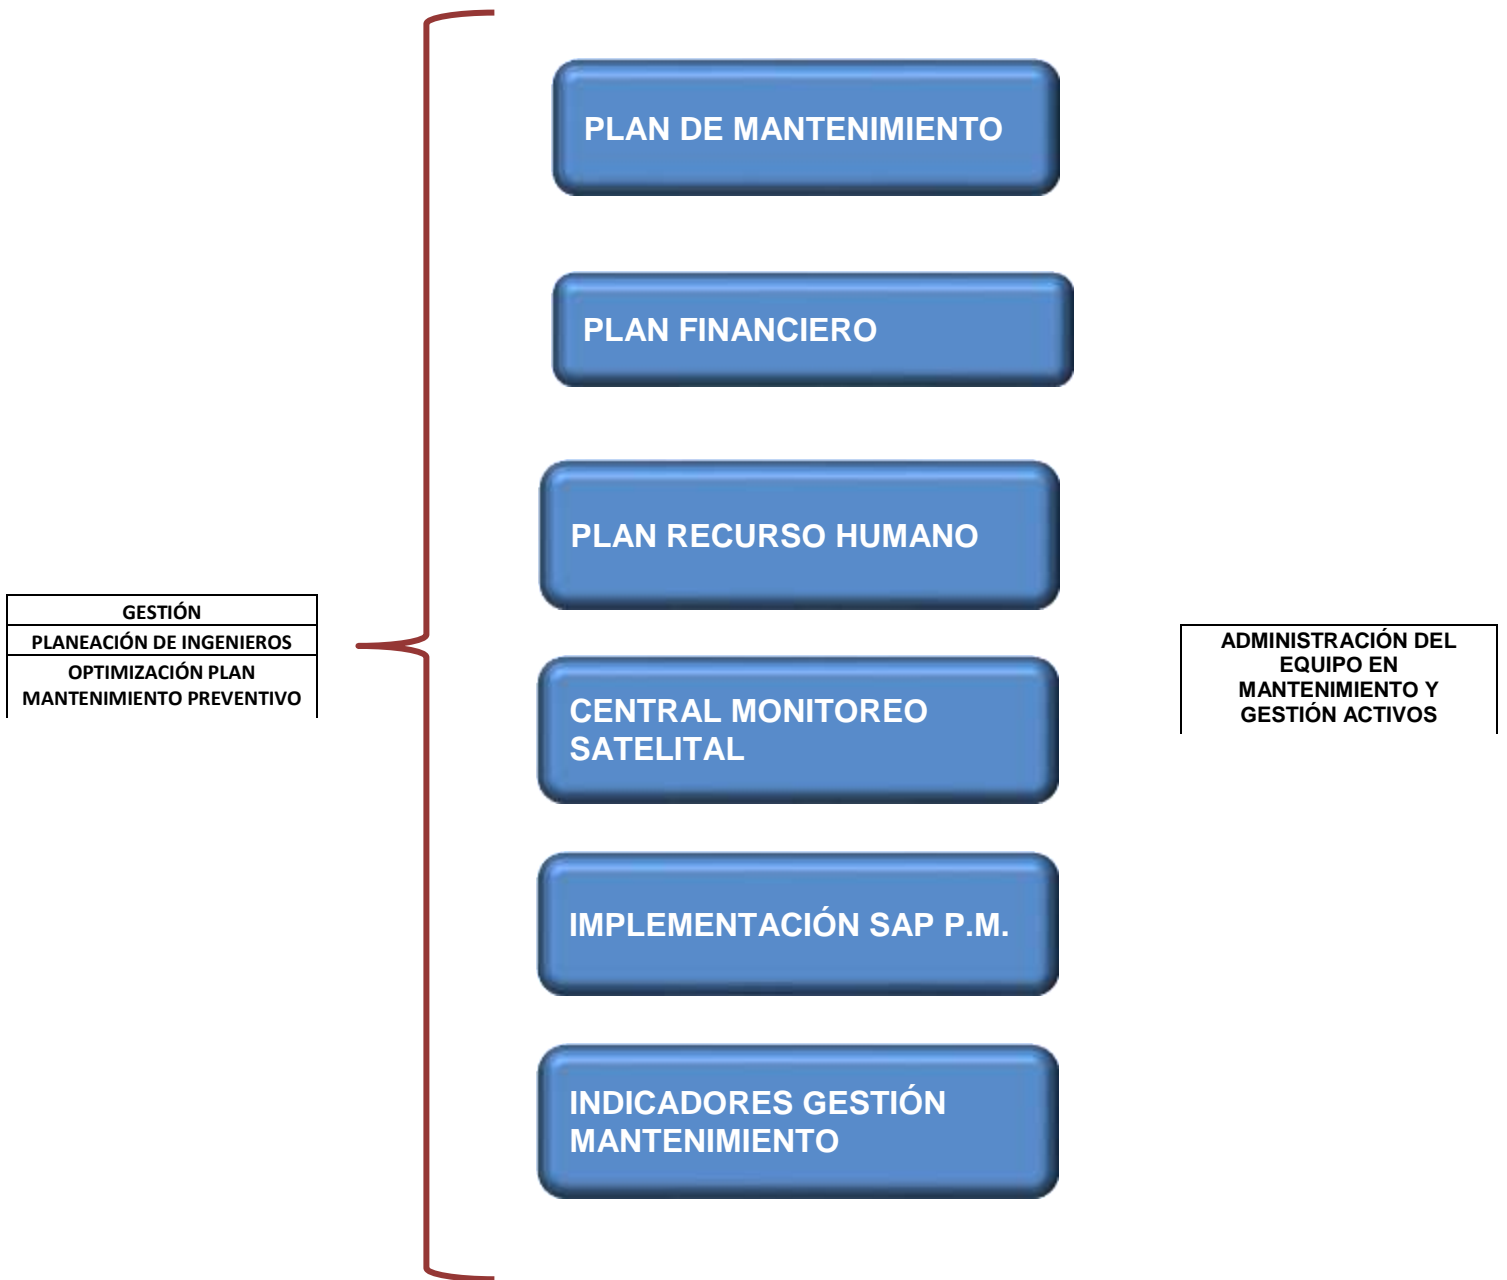 GESTIÓN
PLANEACIÓN DE INGENIEROS
OPTIMIZACIÓN PLAN
MANTENIMIENTO PREVENTIVO
PLAN DE MANTENIMIENTO
PLAN FINANCIERO
PLAN RECURSO HUMANO
CENTRAL MONITOREO
SATELITAL
IMPLEMENTACIÓN SAP P.M.
INDICADORES GESTIÓN
MANTENIMIENTO
ADMINISTRACIÓN DEL
EQUIPO EN
MANTENIMIENTO Y
GESTIÓN ACTIVOS